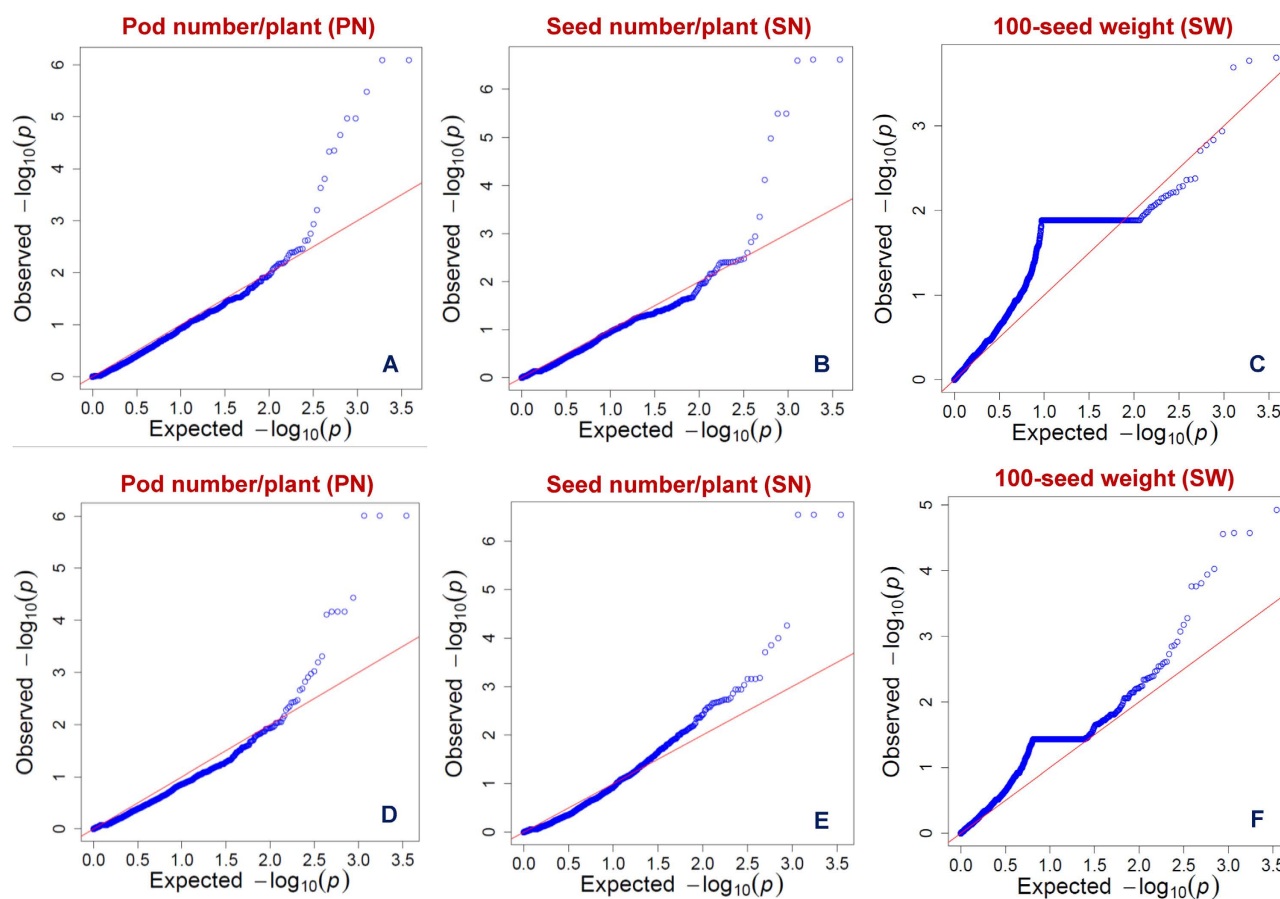 Pod number/plant (PN)
Seed number/plant (SN)
100-seed weight (SW)
Observed −log10(p)
0 1 2 3 4 5 6
0.0 0.5 1.0 1.5 2.0 2.5 3.0 3.5
Expected −log10(p)
A
Observed −log10(p)
0 1 2 3 4 5 6
0.0 0.5 1.0 1.5 2.0 2.5 3.0 3.5
Expected −log10(p)
B
Observed −log10(p)
0 1 2 3
0.0 0.5 1.0 1.5 2.0 2.5 3.0 3.5
Expected −log10(p)
C
Pod number/plant (PN)
Seed number/plant (SN)
100-seed weight (SW)
Observed −log10(p)
0 1 2 3 4 5 6
0.0 0.5 1.0 1.5 2.0 2.5 3.0 3.5
Expected −log10(p)
D
Observed −log10(p)
0 1 2 3 4 5 6
0.0 0.5 1.0 1.5 2.0 2.5 3.0 3.5
Expected −log10(p)
E
Observed −log10(p)
0 1 2 3 4 5
0.0 0.5 1.0 1.5 2.0 2.5 3.0 3.5
Expected −log10(p)
F